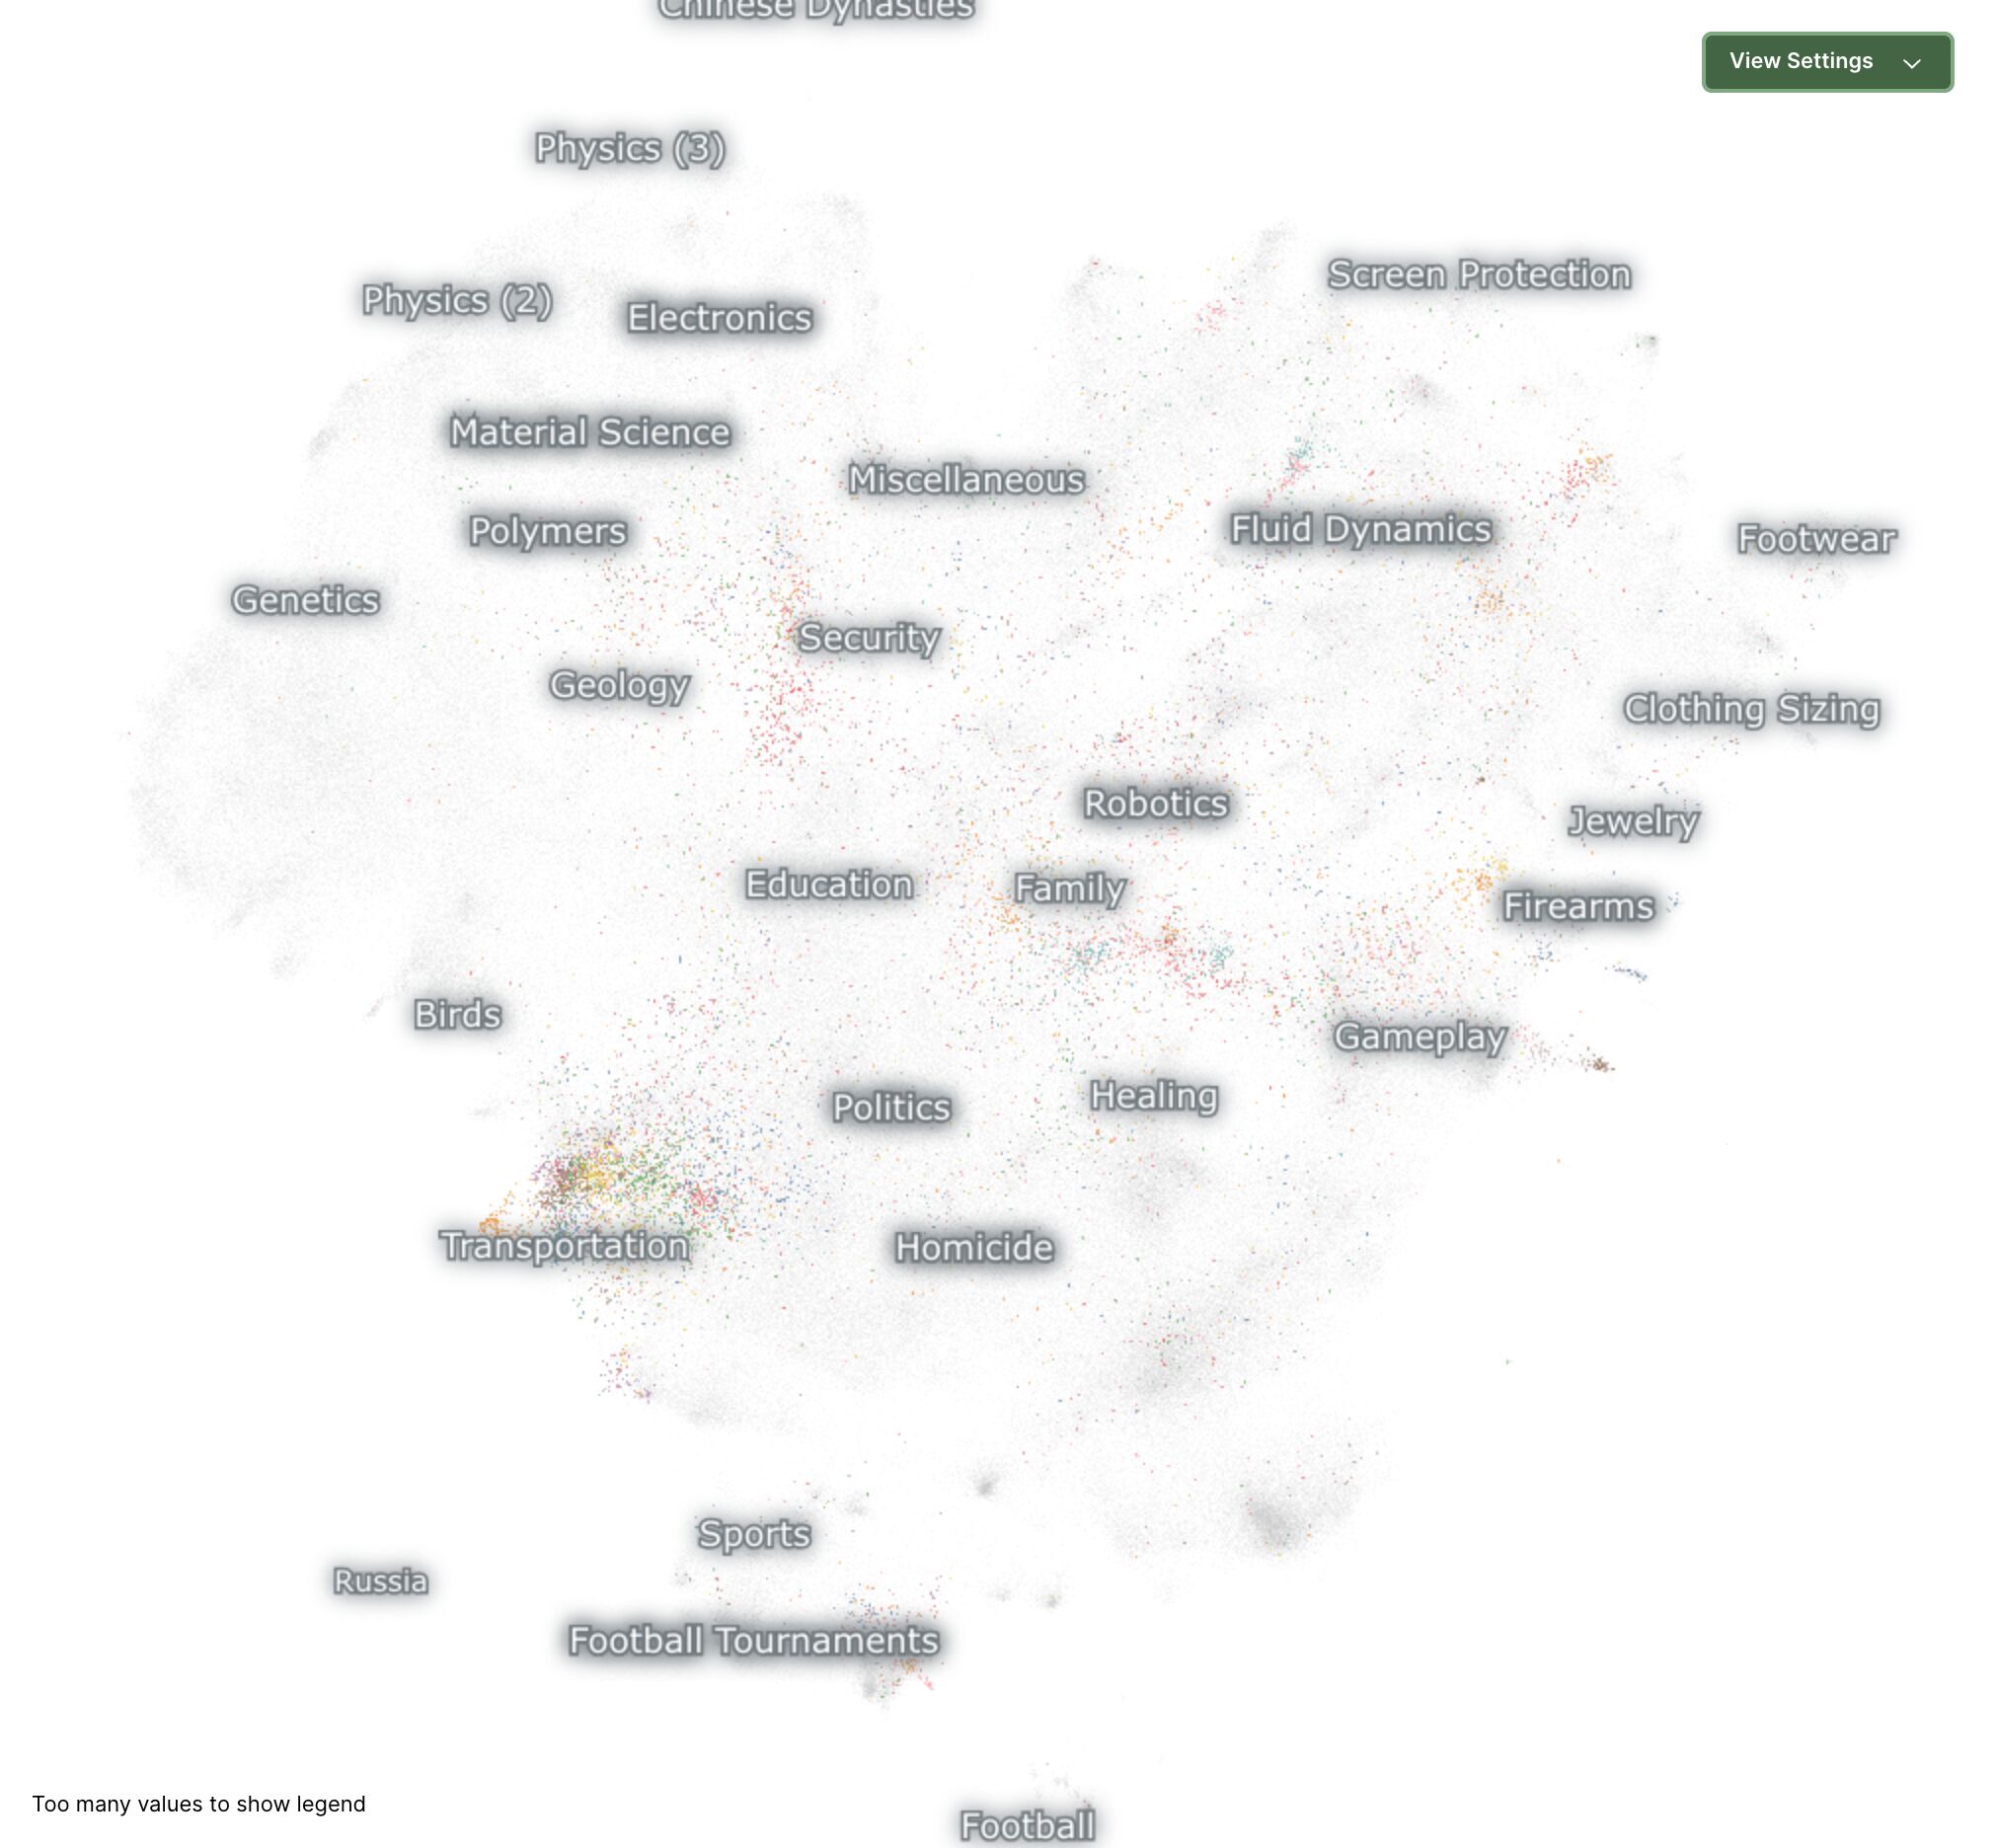 Chinese Dynasties
View Settings
Physics (3)
Screen Protection
Physics (2)
Electronics
Material Science
Miscellaneous
Polymers
Fluid Dynamics
Footwear
Genetics
Security
Geology
Clothing Sizing
Robotics
Jewelry
Education
Family
Firearms
Birds
Gameplay
Politics
Healing
Transportation
Homicide
Sports
Russia
Football Tournaments
Too many values to show legend
Football